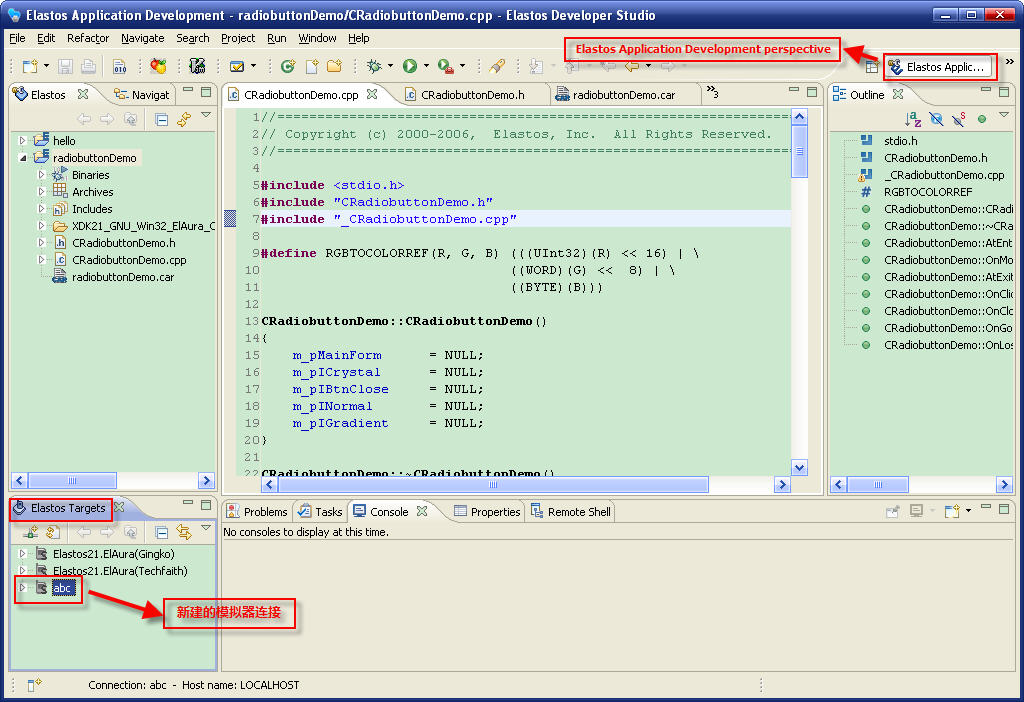 Elastos Application Development - radiobuttonDemo/CRadiobuttonDemo.cpp - Elastos Developer Studio
File Edit Refactor Navigate Search Project Run Window Help
Elastos Application Development perspective
Elastos Applic...
Elastos
Navigat
hello
radiobuttonDemo
Binaries
Archives
Includes
XDK21_GNU_Win32_ElAura_C
CRadiobuttonDemo.h
CRadiobuttonDemo.cpp
radiobuttonDemo.car
CRadiobuttonDemo.cpp
CRadiobuttonDemo.h
radiobuttonDemo.car
»3
1//==================================================================
2// Copyright (c) 2000-2006, Elastos, Inc. All Rights Reserved.
3//==================================================================
4
5#include <stdio.h>
6#include "CRadiobuttonDemo.h"
7#include "_CRadiobuttonDemo.cpp"
8
9#define RGBTOCOLORREF(R, G, B) (((UInt32)(R) << 16) | \
10 ((WORD)(G) << 8) | \
11 ((BYTE)(B)))
12
13CRadiobuttonDemo::CRadiobuttonDemo()
14{
15 m_pMainForm = NULL;
16 m_pICrystal = NULL;
17 m_pIBtnClose = NULL;
18 m_pINormal = NULL;
19 m_pIGradient = NULL;
20}
21
22CRadiobuttonDemo::~CRadiobuttonDemo()
Outline
stdio.h
CRadiobuttonDemo.h
_CRadiobuttonDemo.cpp
RGBTOCOLORREF
CRadiobuttonDemo::CRadi
CRadiobuttonDemo::~CRa
CRadiobuttonDemo::AtEnt
CRadiobuttonDemo::OnMo
CRadiobuttonDemo::AtExit
CRadiobuttonDemo::OnClic
CRadiobuttonDemo::OnClo
CRadiobuttonDemo::OnGo
CRadiobuttonDemo::OnLos
Elastos Targets
Elastos21.ElAura(Gingko)
Elastos21.ElAura(Techfaith)
abc
新建的模拟器连接
Problems
Tasks
Console
Properties
Remote Shell
No consoles to display at this time.
Connection: abc - Host name: LOCALHOST